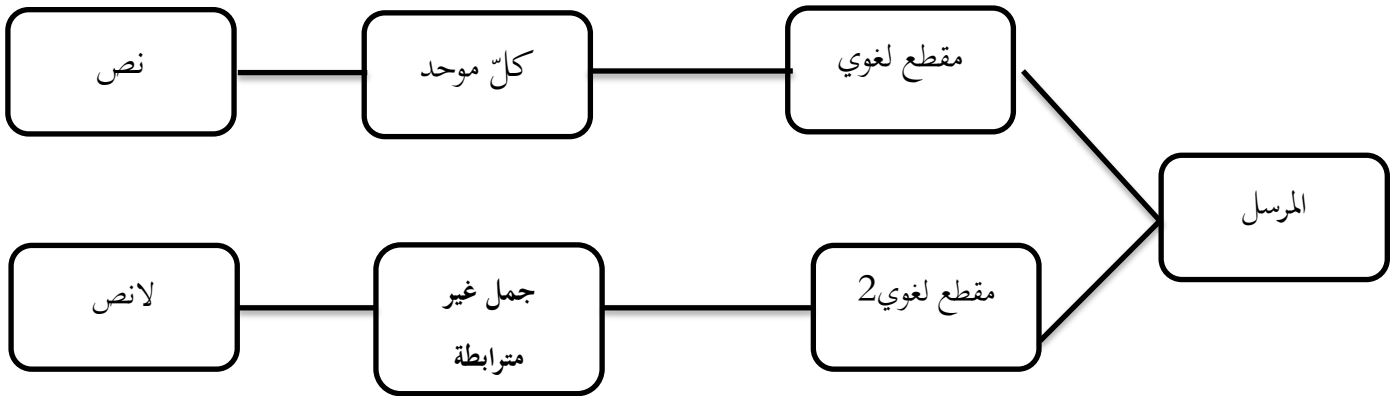 مقطع لغوي
كلّ موحد
نص
المرسل
مقطع لغوي2
جمل غير
مترابطة
لانص